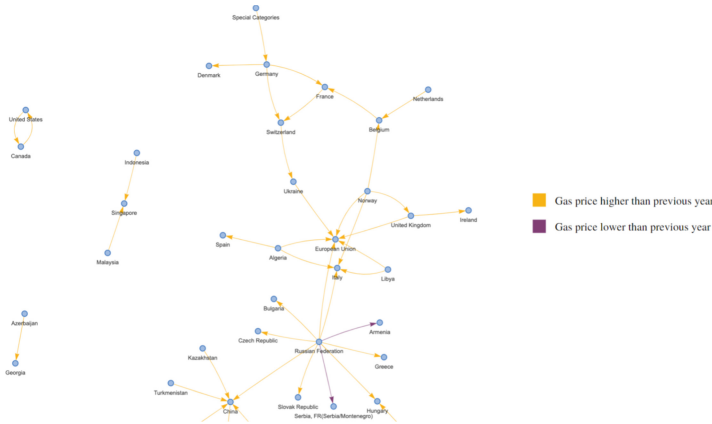 Special Categories
Denmark
Germany
France
Netherlands
United States
Switzerland
Belgium
Canada
Indonesia
Ukraine
Norway
Gas price higher than previous year
Singapore
United Kingdom
Ireland
Gas price lower than previous year
Spain
European Union
Malaysia
Algeria
Italy
Libya
Bulgaria
Azerbaijan
Armenia
Czech Republic
Russian Federation
Kazakhstan
Greece
Georgia
Turkmenistan
Slovak Republic
China
Hungary
Serbia, FR(Serbia/Montenegro)